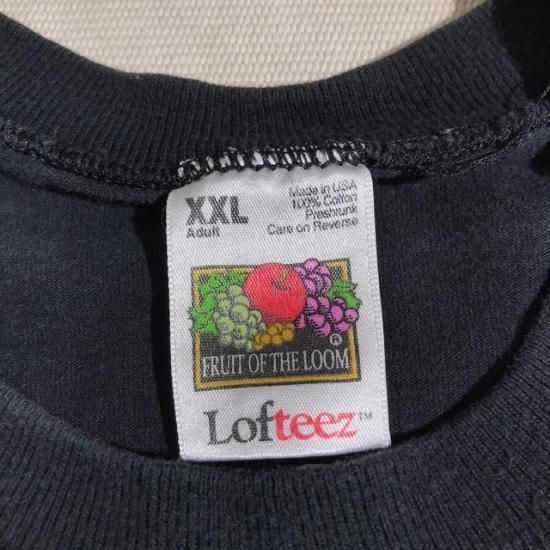 XXL
Adult
Made in USA
100% Cotton
Preshrunk
Care on Reverse
®
FRUIT OF THE LOOM
Lofteez™